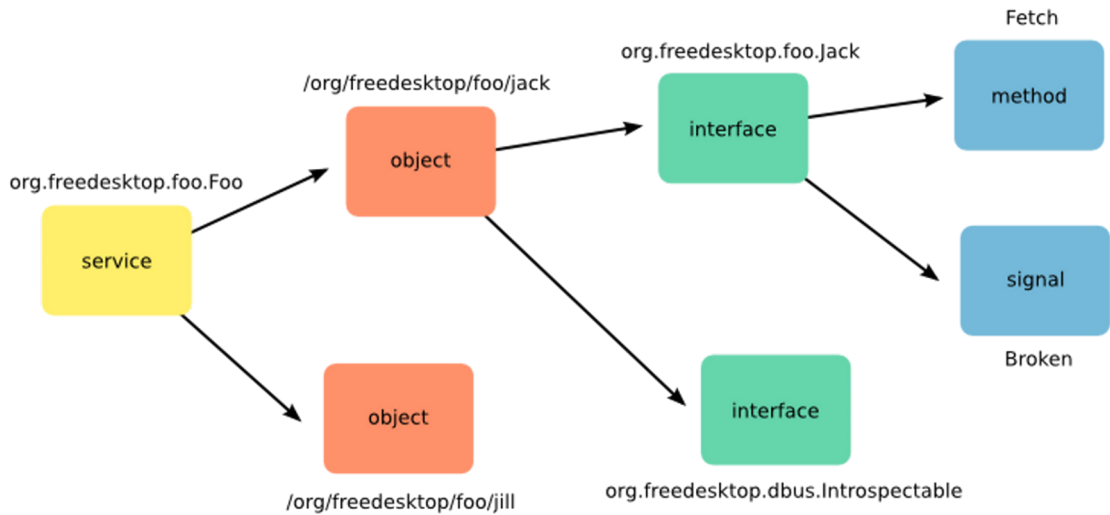 Fetch
org.freedesktop.foo.Jack
method
/org/freedesktop/foo/jack
interface
object
org.freedesktop.foo.Foo
service
signal
Broken
object
interface
/org/freedesktop/foo/jill
org.freedesktop.dbus.Introspectable